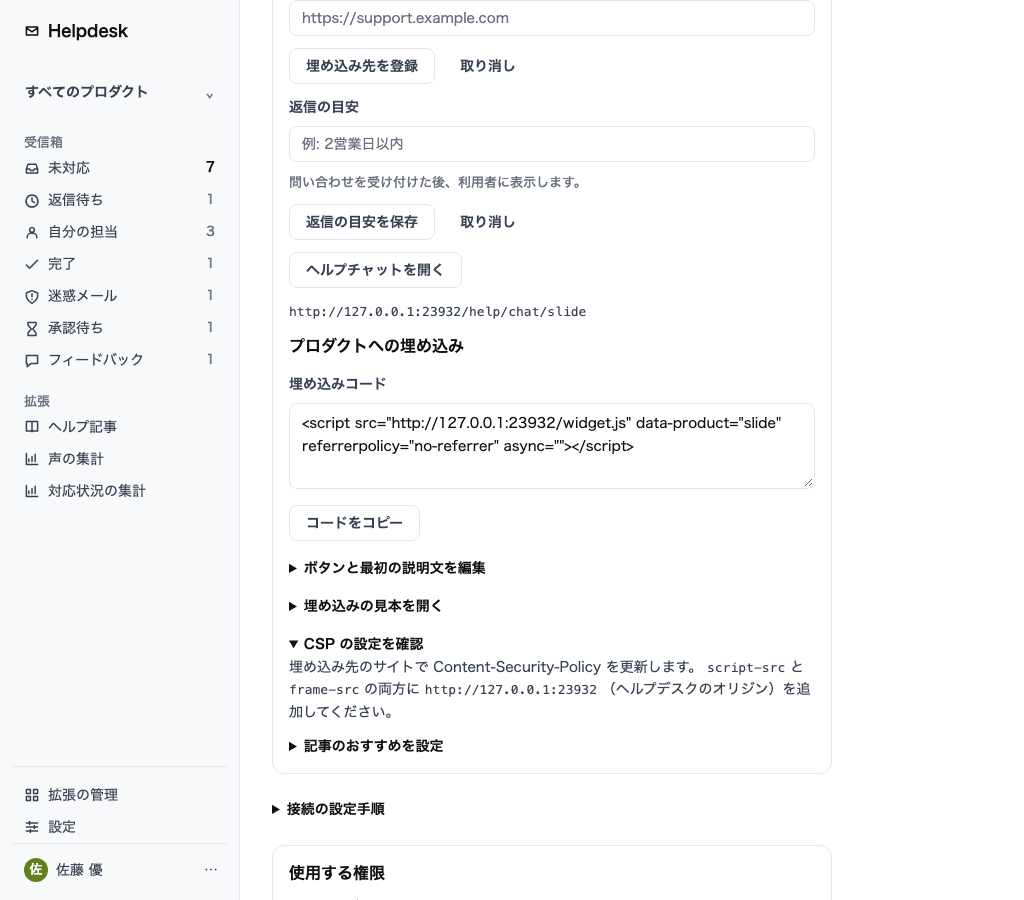 Helpdesk
すべてのプロダクト
受信箱
未対応 7
返信待ち 1
自分の担当 3
完了 1
迷惑メール 1
承認待ち 1
フィードバック 1
拡張
ヘルプ記事
声の集計
対応状況の集計
拡張の管理
設定
佐 佐藤 優 …
https://support.example.com
埋め込み先を登録 取り消し
返信の目安
例: 2営業日以内
問い合わせを受け付けた後、利用者に表示します。
返信の目安を保存 取り消し
ヘルプチャットを開く
http://127.0.0.1:23932/help/chat/slide
プロダクトへの埋め込み
埋め込みコード
<script src="http://127.0.0.1:23932/widget.js" data-product="slide"
referrerpolicy="no-referrer" async=""></script>
コードをコピー
ボタンと最初の説明文を編集
埋め込みの見本を開く
CSP の設定を確認
埋め込み先のサイトで Content-Security-Policy を更新します。 script-src と
frame-src の両方に http://127.0.0.1:23932 （ヘルプデスクのオリジン）を追
加してください。
記事のおすすめを設定
接続の設定手順
使用する権限